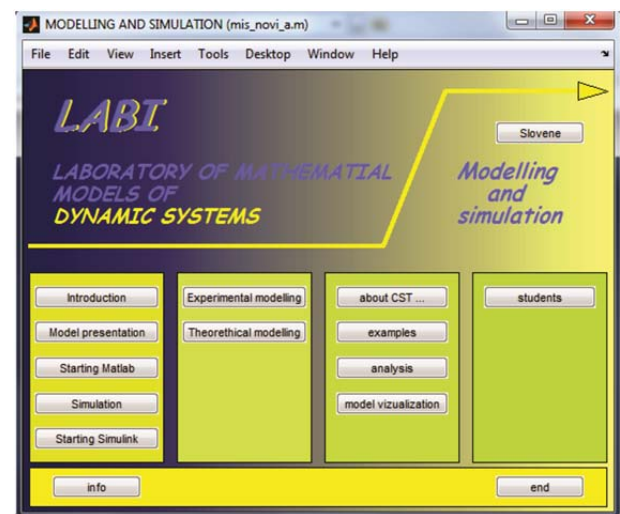 MODELLING AND SIMULATION (mis_novi_a.m)
File Edit View Insert Tools Desktop Window Help
LABI
Slovene
LABORATORY OF MATHEMATIAL
MODELS OF
DYNAMIC SYSTEMS
Modelling
and
simulation
Introduction
Model presentation
Starting Matlab
Simulation
Starting Simulink
Experimental modelling
Theorethical modelling
about CST ...
examples
analysis
model vizualization
students
info
end